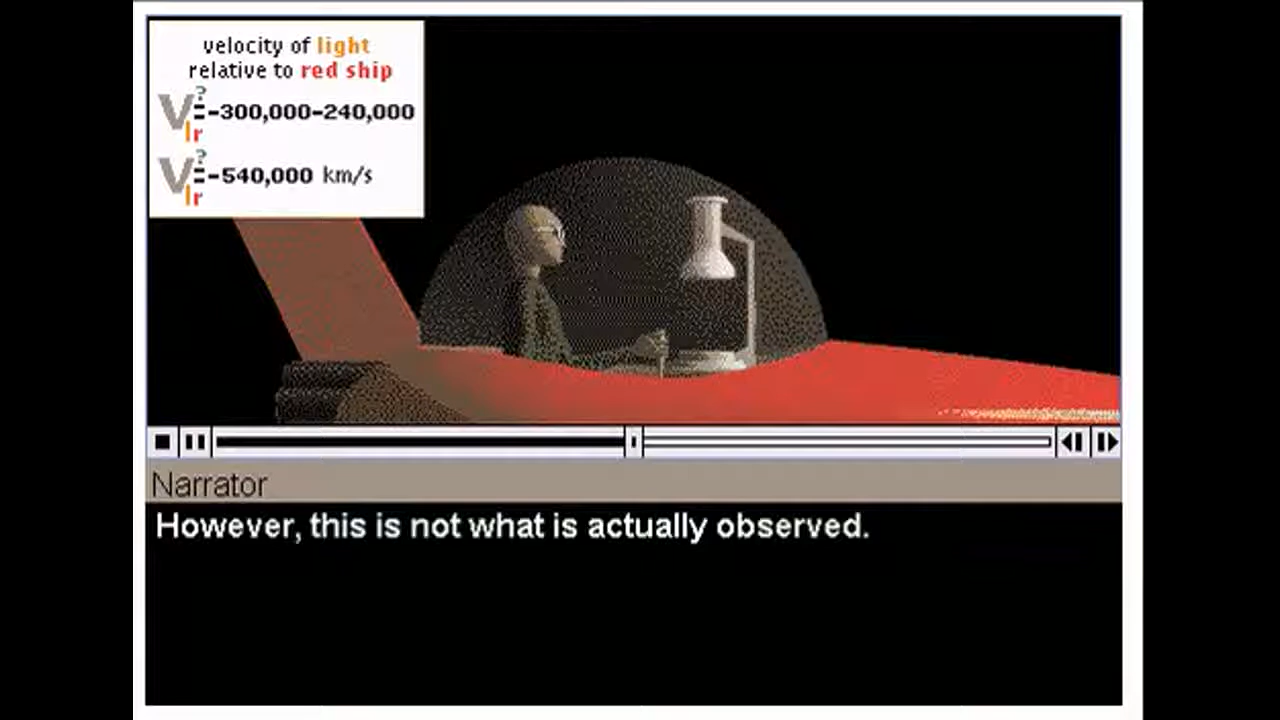 velocity of light
relative to red ship
?
V = -300,000-240,000
lr
?
V = -540,000 km/s
lr
Narrator
However, this is not what is actually observed.